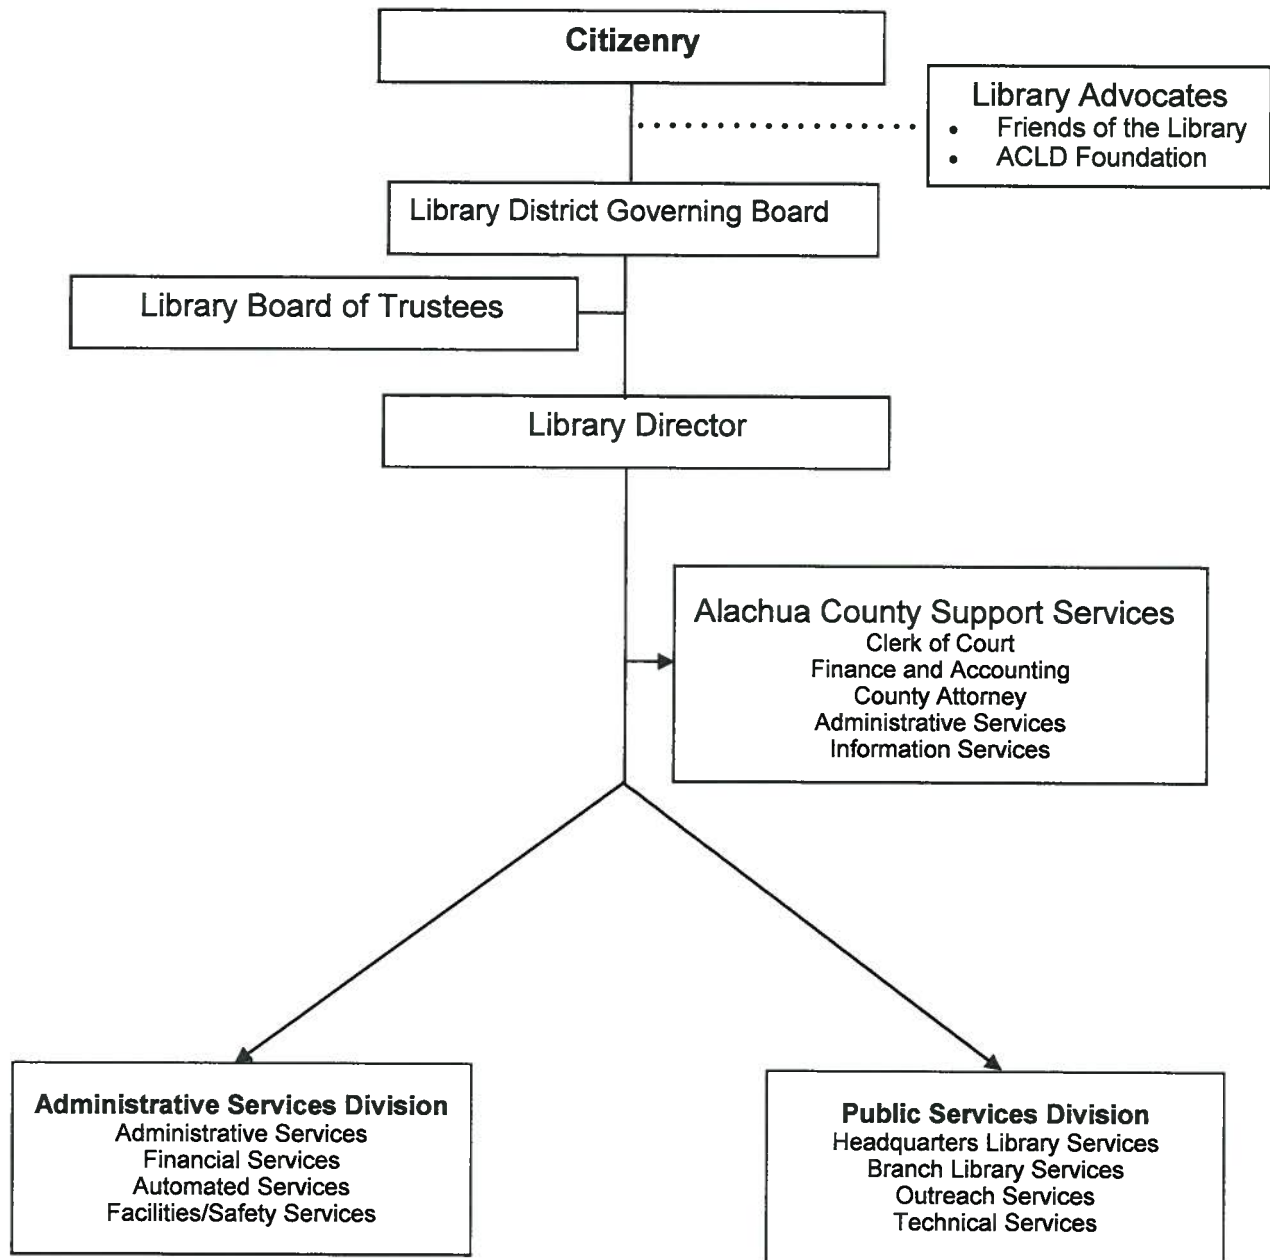 Citizenry
Library Advocates
• Friends of the Library
• ACLD Foundation
Library District Governing Board
Library Board of Trustees
Library Director
Alachua County Support Services
Clerk of Court
Finance and Accounting
County Attorney
Administrative Services
Information Services
Administrative Services Division
Administrative Services
Financial Services
Automated Services
Facilities/Safety Services
Public Services Division
Headquarters Library Services
Branch Library Services
Outreach Services
Technical Services